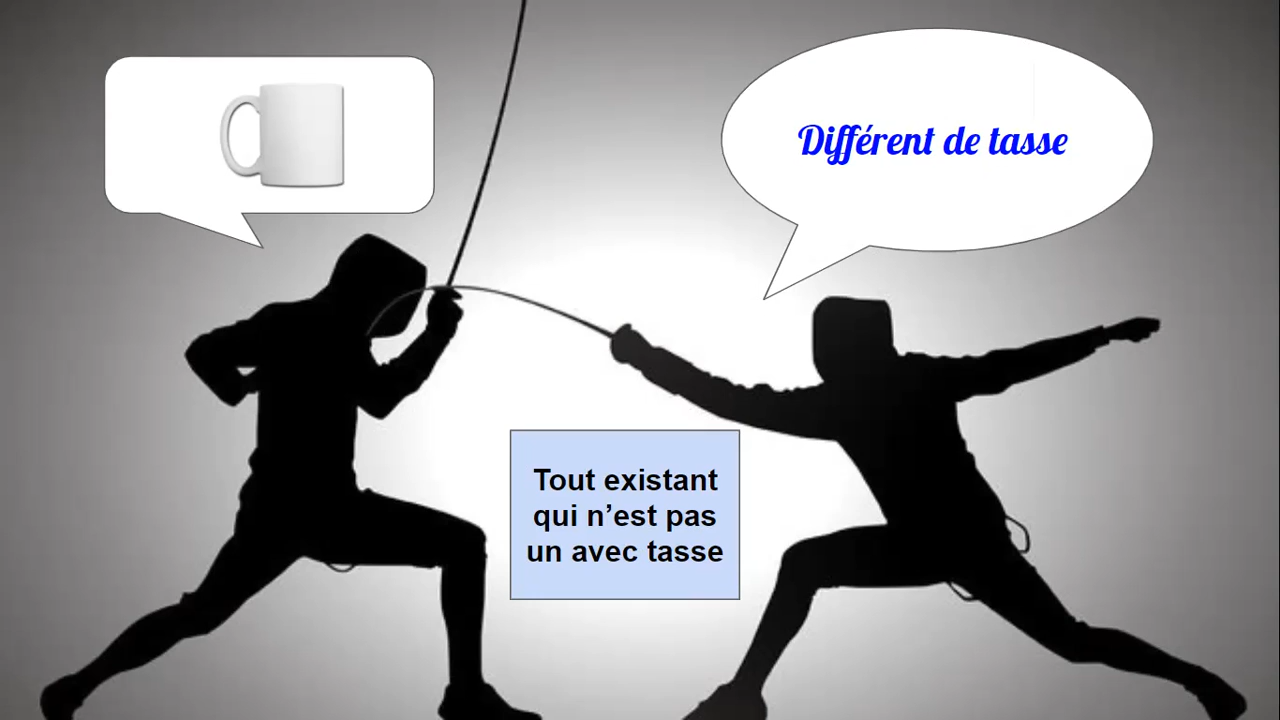 Différent de tasse
Tout existant
qui n’est pas
un avec tasse